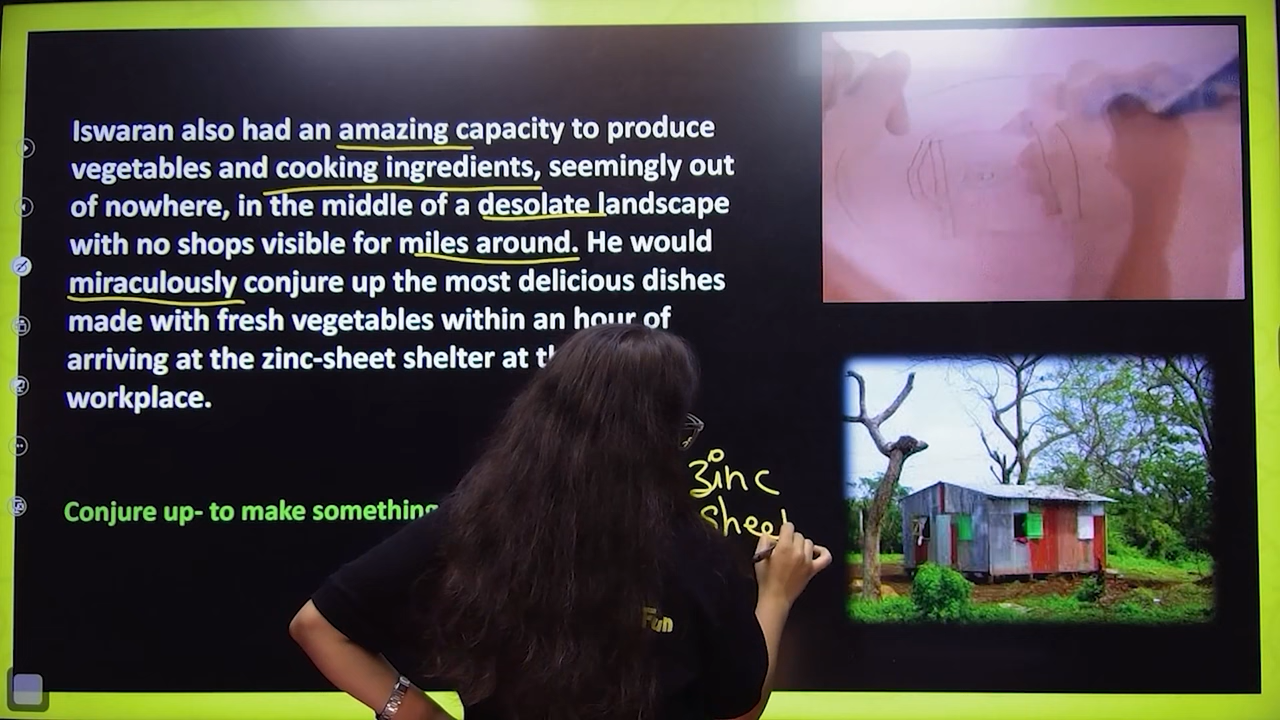 Iswaran also had an amazing capacity to produce
vegetables and cooking ingredients, seemingly out
of nowhere, in the middle of a desolate landscape
with no shops visible for miles around. He would
miraculously conjure up the most delicious dishes
made with fresh vegetables within an hour of
arriving at the zinc-sheet shelter at
workplace.
Conjure up- to make something
Zinc
Sheet
Fun